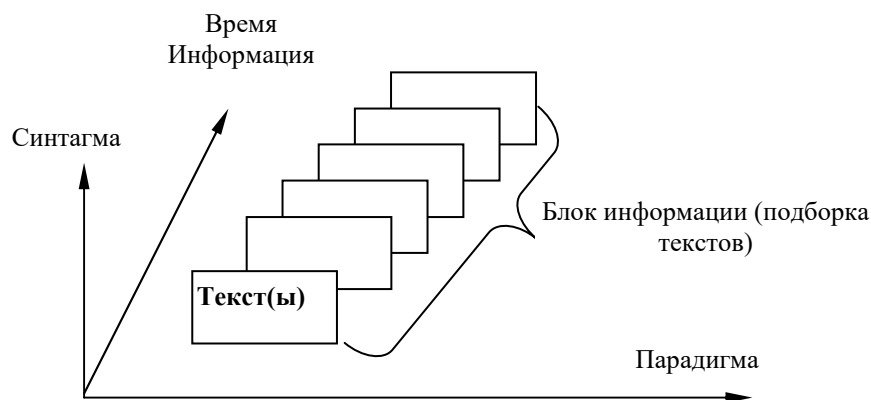 Время
Информация
Синтагма
Блок информации (подборка
текстов)
Текст(ы)
Парадигма